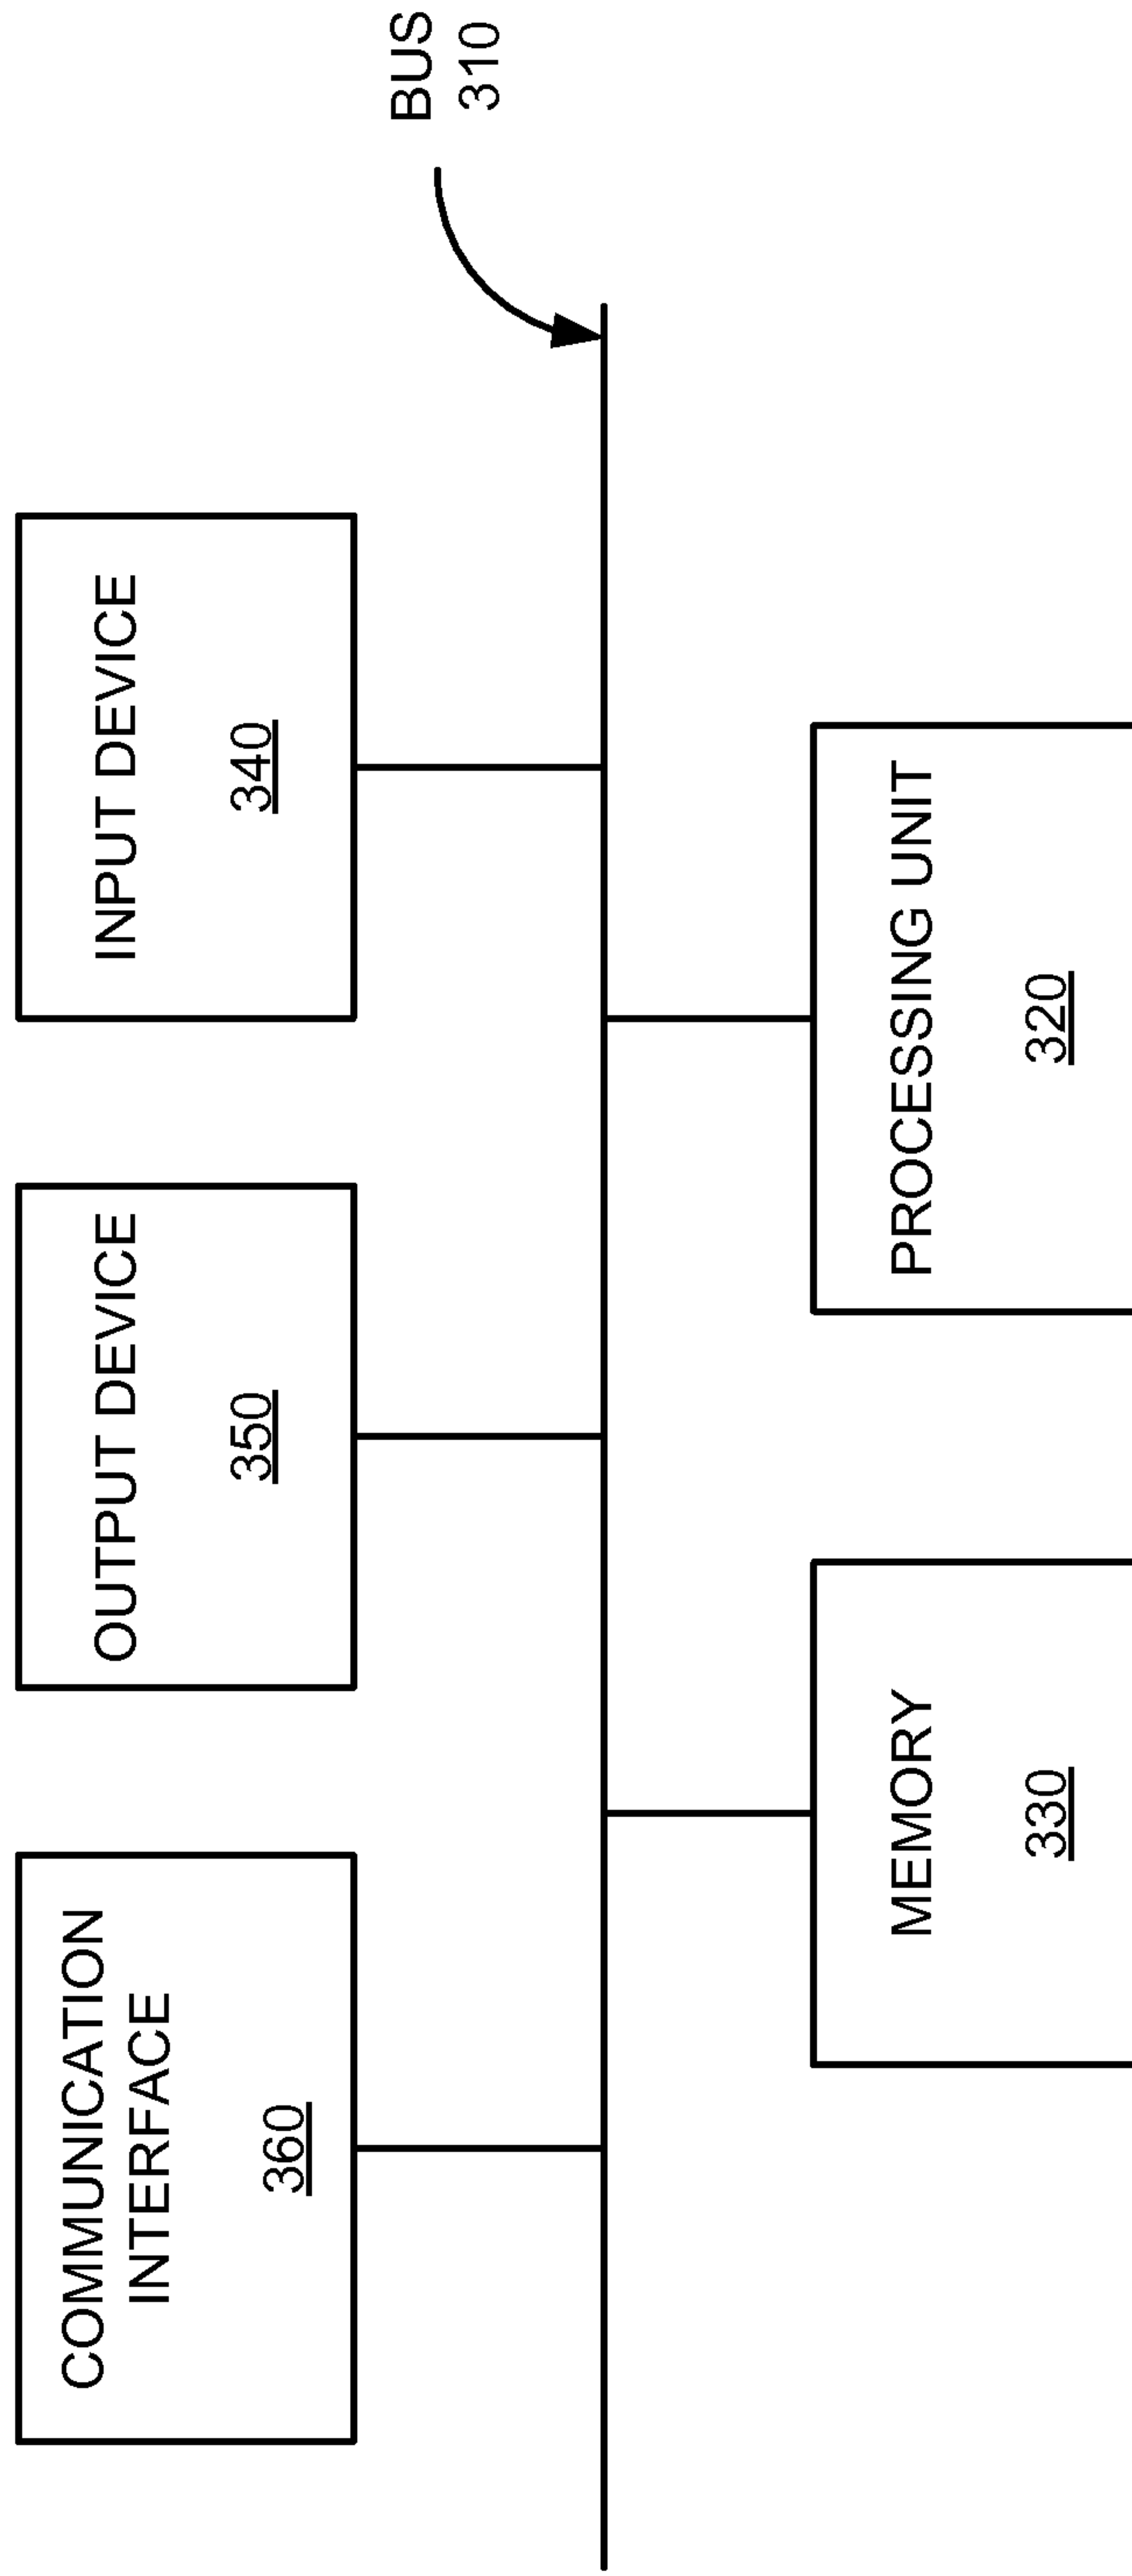 COMMUNICATION
INTERFACE
360
OUTPUT DEVICE
350
INPUT DEVICE
340
BUS
310
MEMORY
330
PROCESSING UNIT
320